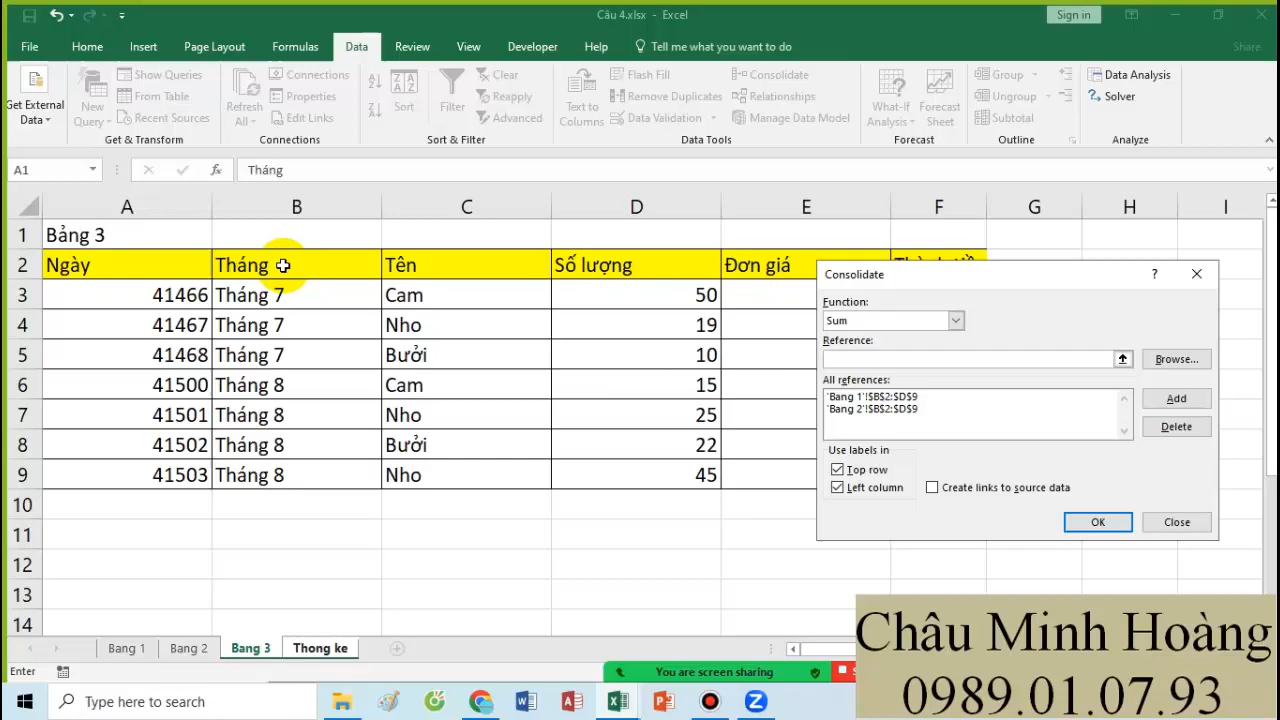 Câu 4.xlsx - Excel
Sign in
File Home Insert Page Layout Formulas Data Review View Developer Help Tell me what you want to do Share
Get External Data
New Query
Show Queries
From Table
Recent Sources
Get & Transform
Refresh All
Connections
Properties
Edit Links
Connections
Sort
Filter
Clear
Reapply
Advanced
Sort & Filter
Text to Columns
Flash Fill
Remove Duplicates
Data Validation
Consolidate
Relationships
Manage Data Model
Data Tools
What-If Analysis
Forecast Sheet
Forecast
Group
Ungroup
Subtotal
Outline
Data Analysis
Solver
Analyze
A1 fx Tháng
A B C D E F G H I
1 Bảng 3
2 Ngày Tháng Tên Số lượng Đơn giá
3 41466 Tháng 7 Cam 50
4 41467 Tháng 7 Nho 19
5 41468 Tháng 7 Bưởi 10
6 41500 Tháng 8 Cam 15
7 41501 Tháng 8 Nho 25
8 41502 Tháng 8 Bưởi 22
9 41503 Tháng 8 Nho 45
10
11
12
13
14
Consolidate ?
Function:
Sum
Reference:
Browse...
All references:
'Bang 1'!$B$2:$D$9
'Bang 2'!$B$2:$D$9
Add
Delete
Use labels in
Top row
Left column
Create links to source data
OK Close
Bang 1 Bang 2 Bang 3 Thong ke
Enter
You are screen sharing
Type here to search
Châu Minh Hoàng
0989.01.07.93